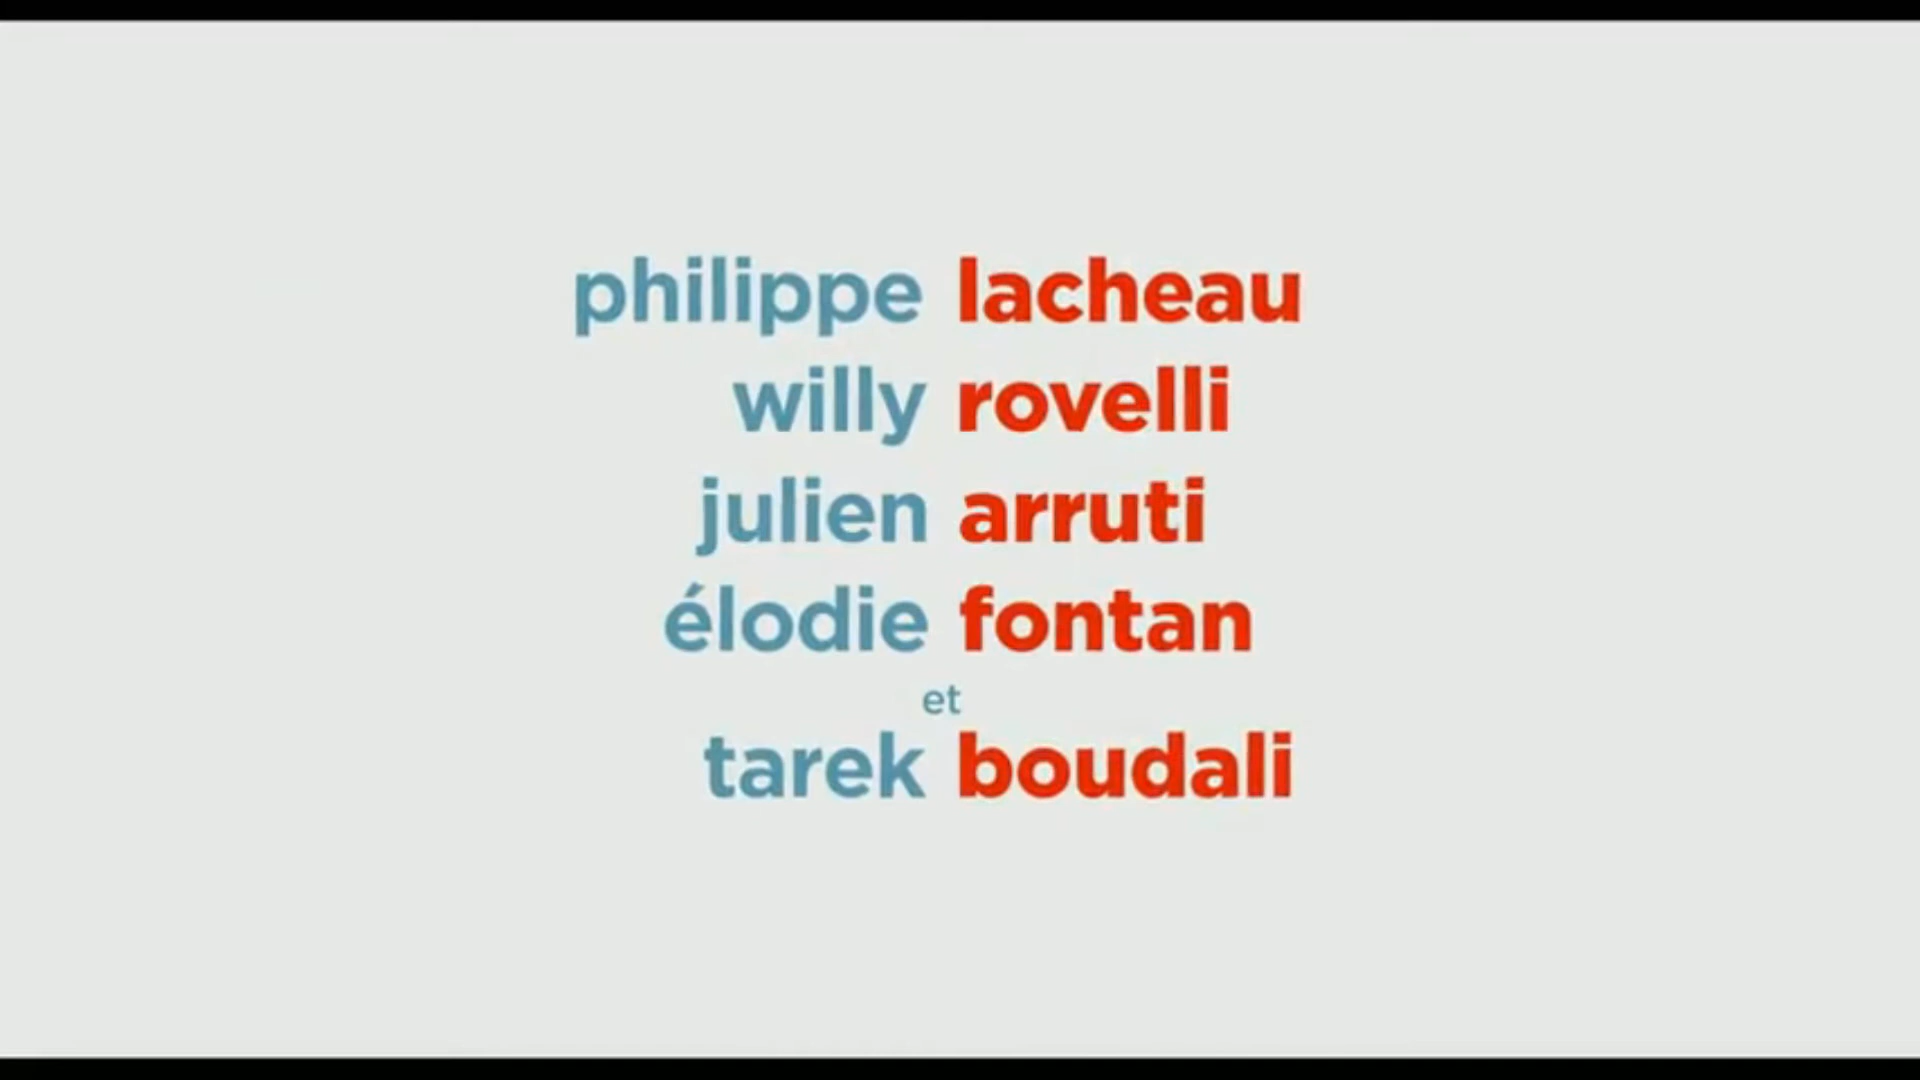 philippe lacheau
willy rovelli
julien arruti
élodie fontan
et
tarek boudali